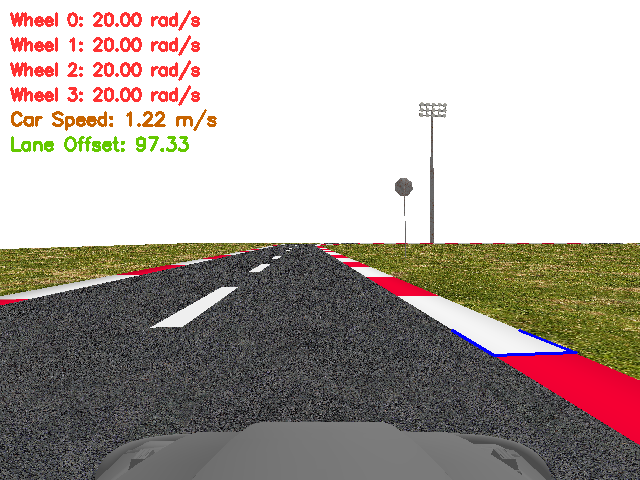 Wheel 0: 20.00 rad/s
Wheel 1: 20.00 rad/s
Wheel 2: 20.00 rad/s
Wheel 3: 20.00 rad/s
Car Speed: 1.22 m/s
Lane Offset: 97.33